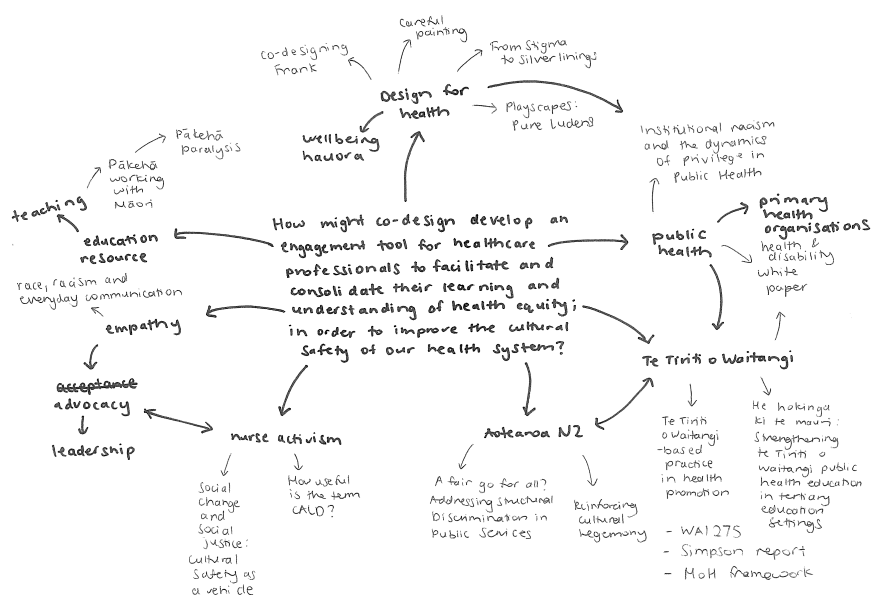 Careful
painting
Co-designing
Frank
From Stigma
to Silverlinings
Design for
health
Playscapes:
Pure Ludens
wellbeing
hauora
Pākehā
paralysis
Pākehā
working
with
Māori
teaching
education
resource
race, racism and
everyday communication
empathy
acceptance
advocacy
leadership
How might co-design develop an
engagement tool for healthcare
professionals to facilitate and
consolidate their learning and
understanding of health equity;
in order to improve the cultural
safety of our health system?
Institutional racism
and the dynamics
of privilege in
Public Health
public
health
primary
health
organisations
health &
disability
white
paper
Te Tiriti o Waitangi
nurse activism
Social
change
and
Social
justice:
Cultural
Safety as
a vehicle
How useful
is the term
CALD?
Aotearoa NZ
A fair go for all?
Addressing Structural
Discrimination in
Public Services
Reinforcing
cultural
hegemony
Te Tiriti
o Waitangi
-based
practice
in health
promotion
He hokinga
ki te mauri:
Strengthening
te Tiriti o
waitangi public
health education
in tertiary
education
Settings
- WAI 275
- Simpson report
- MoH framework